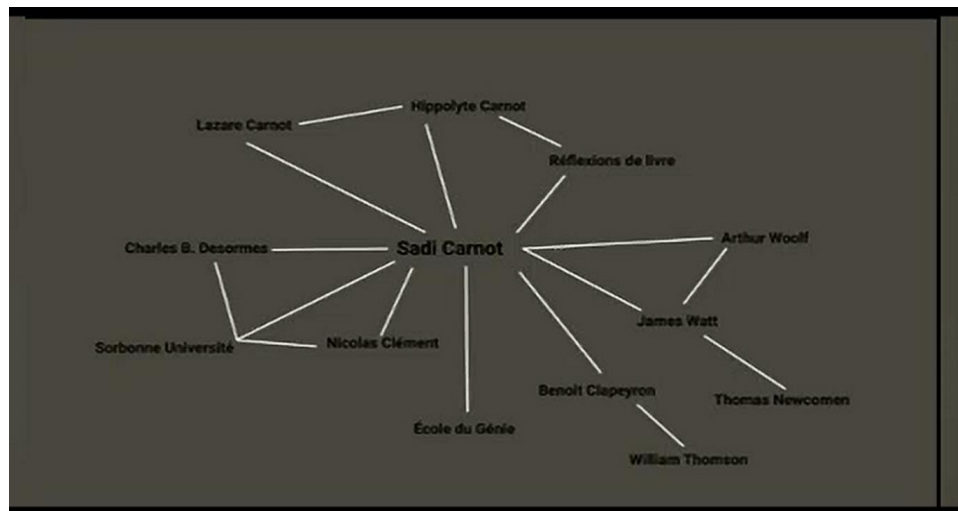 Hippolyte Carnot
Lazare Carnot
Réflexions de livre
Arthur Woolf
Charles B. Desormes
Sadi Carnot
James Watt
Nicolas Clément
Sorbonne Université
Benoit Clapeyron
Thomas Newcomen
École du Génie
William Thomson